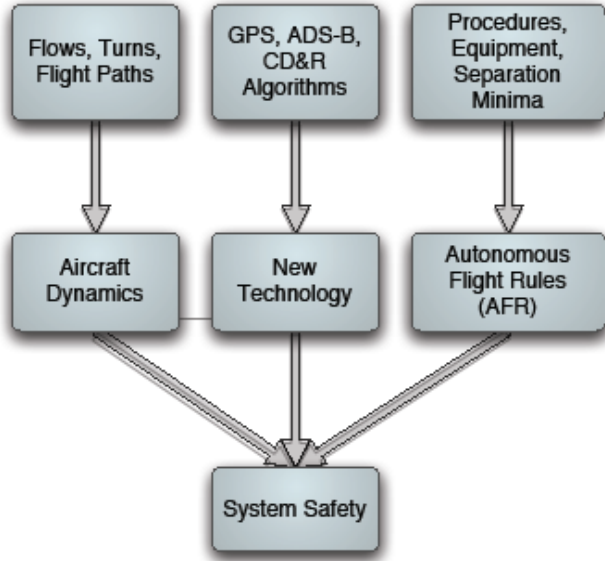 Flows, Turns,
Flight Paths
GPS, ADS-B,
CD&R
Algorithms
Procedures,
Equipment,
Separation
Minima
Aircraft
Dynamics
New
Technology
Autonomous
Flight Rules
(AFR)
System Safety